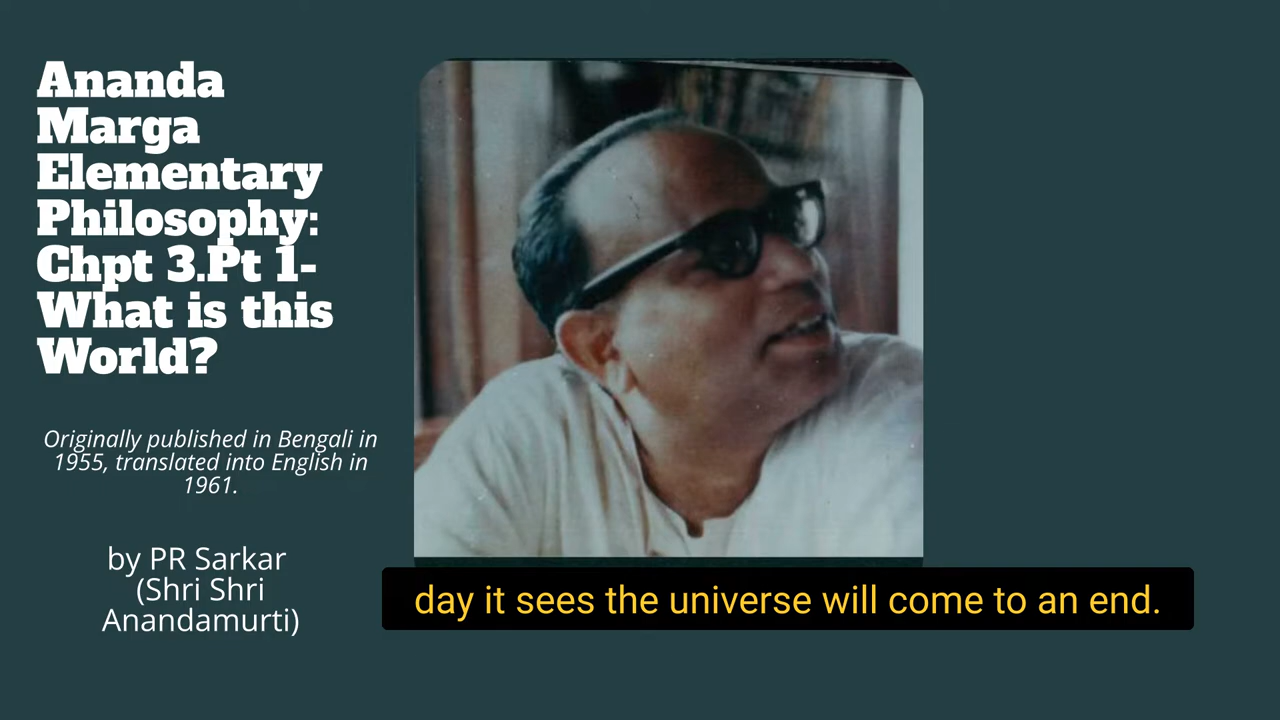 Ananda
Marga
Elementary
Philosophy:
Chpt 3.Pt 1-
What is this
World?
Originally published in Bengali in
1955, translated into English in
1961.
by PR Sarkar
(Shri Shri
Anandamurti)
day it sees the universe will come to an end.